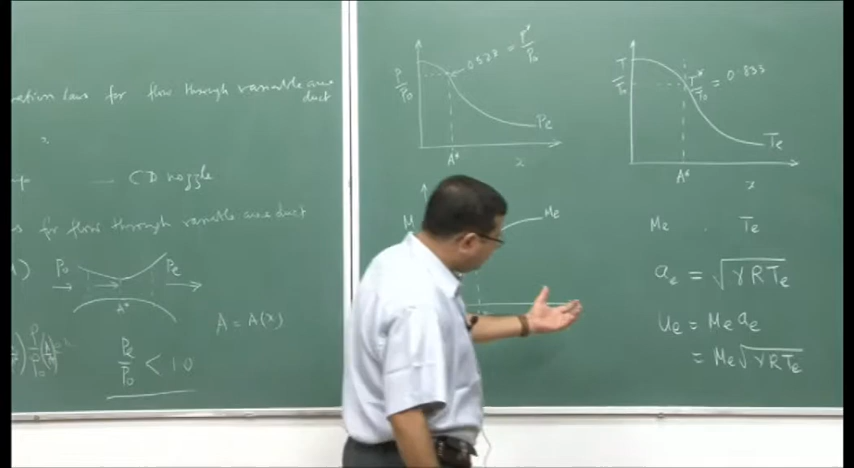 ation laws for flow through variable area
duct
x
CD nozzle
for flow through variable area duct
P₀ Pₑ
A*
A = A(x)
Pₑ/P₀ < 1.0
P/P₀ 0.528 = P*/P₀
Pₑ
A* x
M Mₑ
T/T₀ T*/T₀ = 0.833
Tₑ
A* x
Mₑ Tₑ
aₑ = √γRTₑ
uₑ = Mₑ aₑ
= Mₑ√γRTₑ